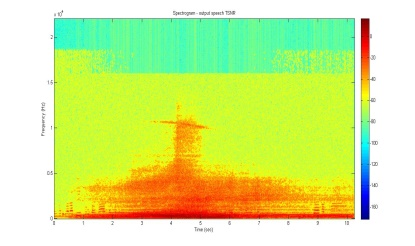 Spectrogram - output speech TSNR
x 10⁴
2
1.5
1
0.5
0
Frequency (Hz)
0 1 2 3 4 5 6 7 8 9 10
Time (sec)
0
-20
-40
-60
-80
-100
-120
-140
-160